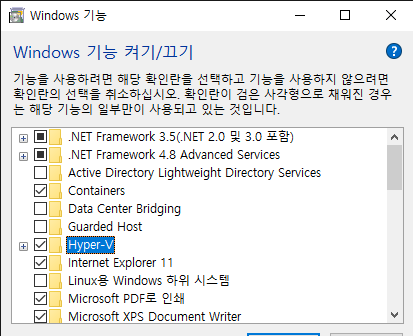 Windows 기능
Windows 기능 켜기/끄기
기능을 사용하려면 해당 확인란을 선택하고 기능을 사용하지 않으려면
확인란의 선택을 취소하십시오. 확인란이 검은 사각형으로 채워진 경우
는 해당 기능의 일부만이 사용되고 있는 것입니다.
.NET Framework 3.5(.NET 2.0 및 3.0 포함)
.NET Framework 4.8 Advanced Services
Active Directory Lightweight Directory Services
Containers
Data Center Bridging
Guarded Host
Hyper-V
Internet Explorer 11
Linux용 Windows 하위 시스템
Microsoft PDF로 인쇄
Microsoft XPS Document Writer